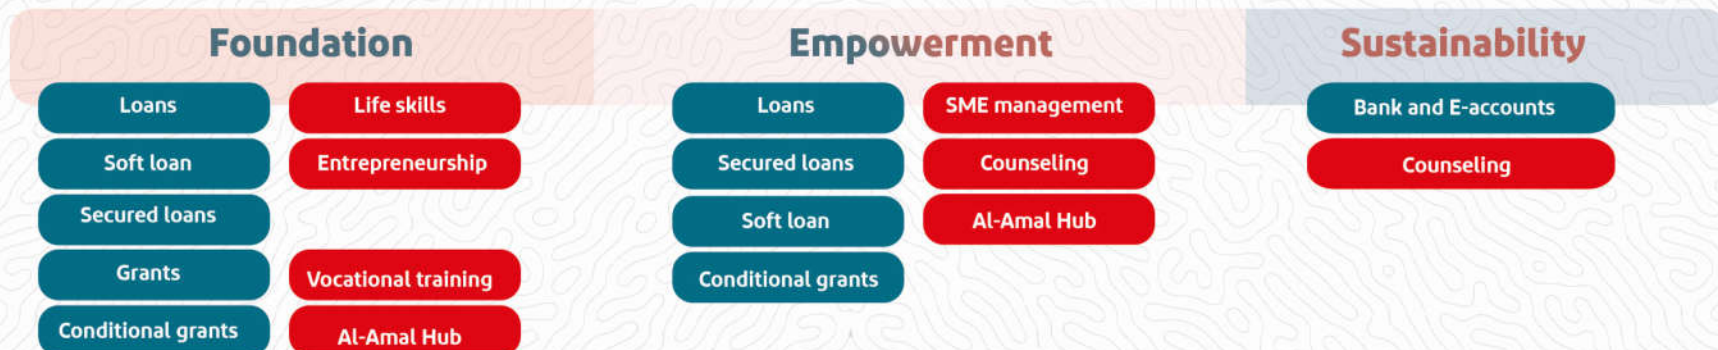 Foundation
Loans
Life skills
Soft loan
Entrepreneurship
Secured loans
Grants
Vocational training
Conditional grants
Al-Amal Hub
Empowerment
Loans
SME management
Secured loans
Counseling
Soft loan
Al-Amal Hub
Conditional grants
Sustainability
Bank and E-accounts
Counseling